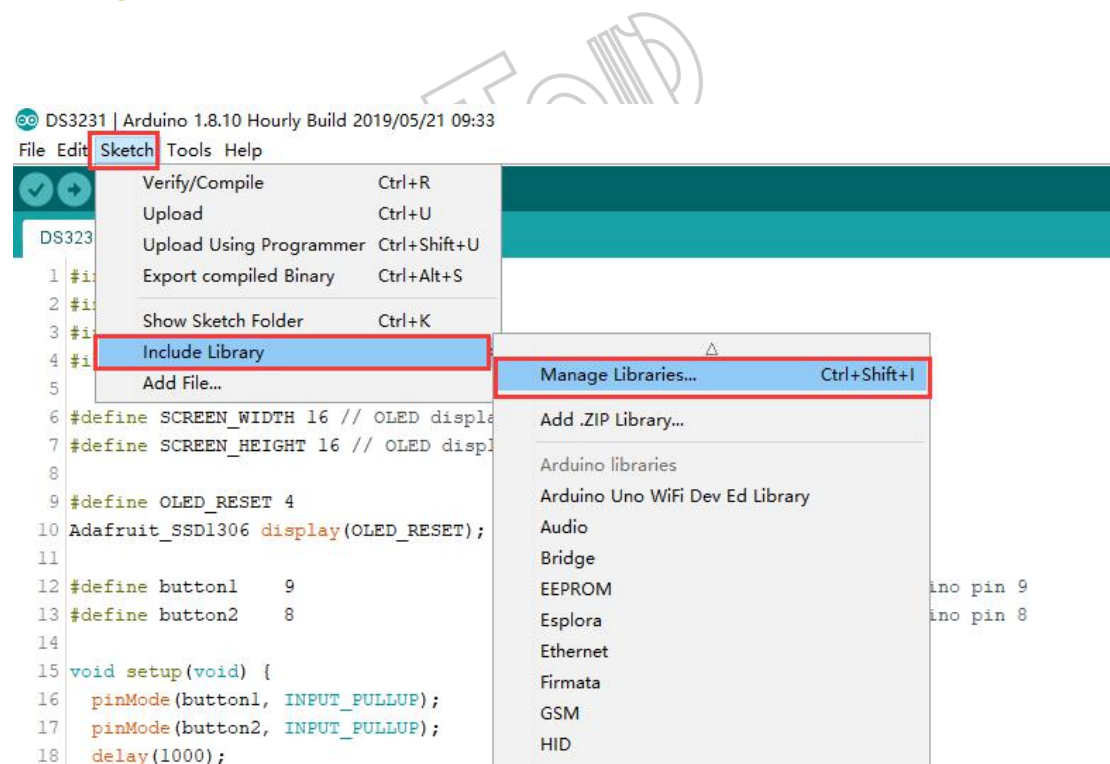 DS3231 | Arduino 1.8.10 Hourly Build 2019/05/21 09:33
File Edit Sketch Tools Help
Verify/Compile Ctrl+R
Upload Ctrl+U
DS323
Upload Using Programmer Ctrl+Shift+U
1 #in
Export compiled Binary Ctrl+Alt+S
2 #i
Show Sketch Folder Ctrl+K
3 #i
Include Library
4 #i
Manage Libraries... Ctrl+Shift+I
Add File...
5
6 #define SCREEN_WIDTH 16 // OLED displa
Add .ZIP Library...
7 #define SCREEN_HEIGHT 16 // OLED displ
8
Arduino libraries
9 #define OLED_RESET 4
Arduino Uno WiFi Dev Ed Library
10 Adafruit_SSD1306 display(OLED_RESET);
Audio
11
Bridge
12 #define button1 9
EEPROM
ino pin 9
13 #define button2 8
Esplora
ino pin 8
14
Ethernet
15 void setup(void) {
Firmata
16 pinMode(button1, INPUT_PULLUP);
GSM
17 pinMode(button2, INPUT_PULLUP);
HID
18 delay(1000);